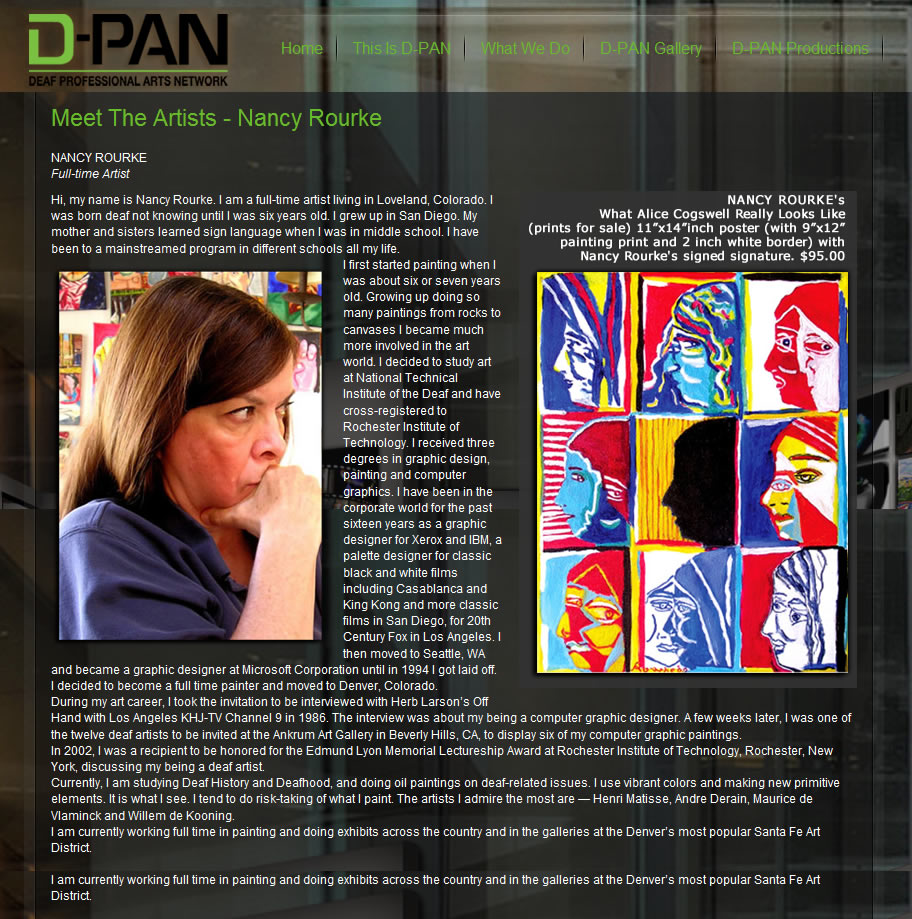 D-PAN
DEAF PROFESSIONAL ARTS NETWORK
Home
This Is D-PAN
What We Do
D-PAN Gallery
D-PAN Productions
Meet The Artists - Nancy Rourke
NANCY ROURKE
Full-time Artist
Hi, my name is Nancy Rourke. I am a full-time artist living in Loveland, Colorado. I
was born deaf not knowing until I was six years old. I grew up in San Diego. My
mother and sisters learned sign language when I was in middle school. I have
been to a mainstreamed program in different schools all my life.
I first started painting when I
was about six or seven years
old. Growing up doing so
many paintings from rocks to
canvases I became much
more involved in the art
world. I decided to study art
at National Technical
Institute of the Deaf and have
cross-registered to
Rochester Institute of
Technology. I received three
degrees in graphic design,
painting and computer
graphics. I have been in the
corporate world for the past
sixteen years as a graphic
designer for Xerox and IBM, a
palette designer for classic
black and white films
including Casablanca and
King Kong and more classic
films in San Diego, for 20th
Century Fox in Los Angeles. I
then moved to Seattle, WA
and became a graphic designer at Microsoft Corporation until in 1994 I got laid off.
I decided to become a full time painter and moved to Denver, Colorado.
During my art career, I took the invitation to be interviewed with Herb Larson's Off
Hand with Los Angeles KHJ-TV Channel 9 in 1986. The interview was about my being a computer graphic designer. A few weeks later, I was one of
the twelve deaf artists to be invited at the Ankrum Art Gallery in Beverly Hills, CA, to display six of my computer graphic paintings.
In 2002, I was a recipient to be honored for the Edmund Lyon Memorial Lectureship Award at Rochester Institute of Technology, Rochester, New
York, discussing my being a deaf artist.
Currently, I am studying Deaf History and Deafhood, and doing oil paintings on deaf-related issues. I use vibrant colors and making new primitive
elements. It is what I see. I tend to do risk-taking of what I paint. The artists I admire the most are — Henri Matisse, Andre Derain, Maurice de
Vlaminck and Willem de Kooning.
I am currently working full time in painting and doing exhibits across the country and in the galleries at the Denver's most popular Santa Fe Art
District.
I am currently working full time in painting and doing exhibits across the country and in the galleries at the Denver's most popular Santa Fe Art
District.
NANCY ROURKE's
What Alice Cogswell Really Looks Like
(prints for sale) 11"x14"inch poster (with 9"x12"
painting print and 2 inch white border) with
Nancy Rourke's signed signature. $95.00